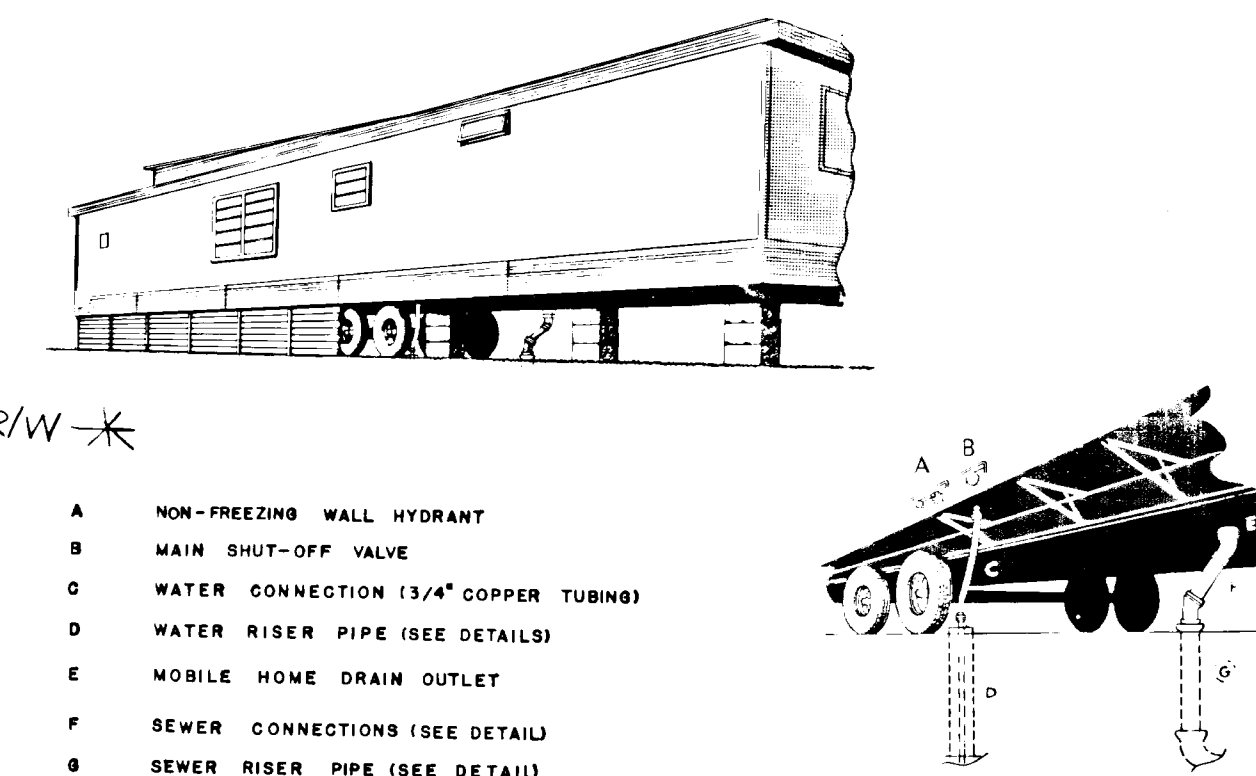 R/W
A B
A NON-FREEZING WALL HYDRANT
B MAIN SHUT-OFF VALVE
C WATER CONNECTION (3/4" COPPER TUBING)
D WATER RISER PIPE (SEE DETAILS)
E MOBILE HOME DRAIN OUTLET
F SEWER CONNECTIONS (SEE DETAIL)
G SEWER RISER PIPE (SEE DETAIL)
E
C
F
D
G